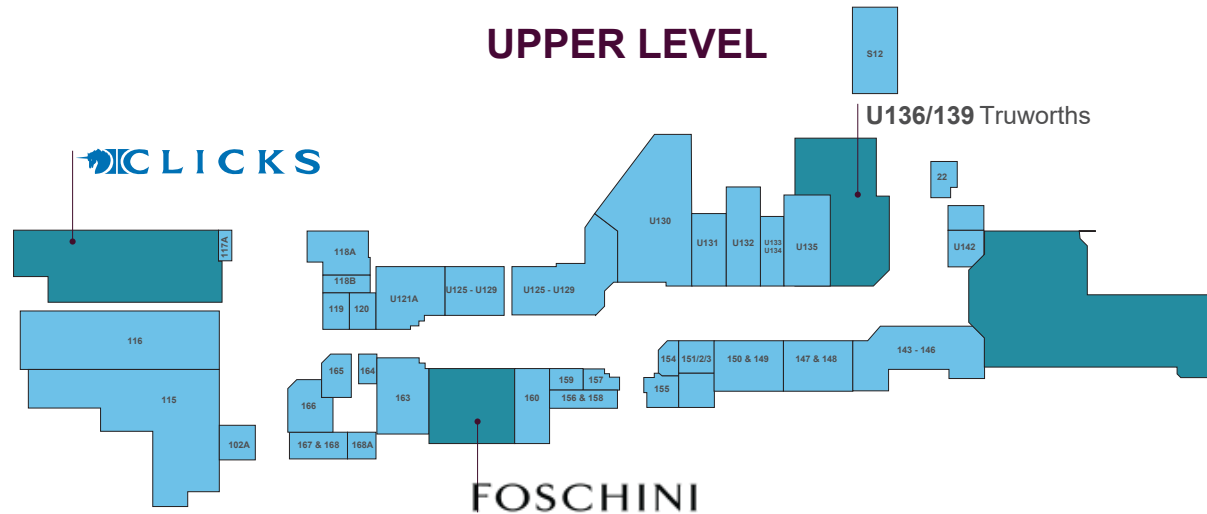 UPPER LEVEL
S12
U136/139 Truworths
CLICKS
22
117A
118A
U130
U131
U132
U133
U134
U135
U142
118B
119
120
U121A
U125 - U129
U125 - U129
116
165
164
154
151/2/3
150 & 149
147 & 148
143 - 146
115
166
163
160
159
157
156 & 158
155
102A
167 & 168
168A
FOSCHINI